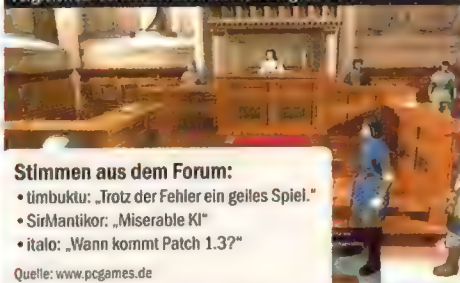 Stimmen aus dem Forum:
• timbuktu: „Trotz der Fehler ein geiles Spiel.“
• SirMantikor: „Miserable KI“
• italo: „Wann kommt Patch 1.3?“
Quelle: www.pcgames.de